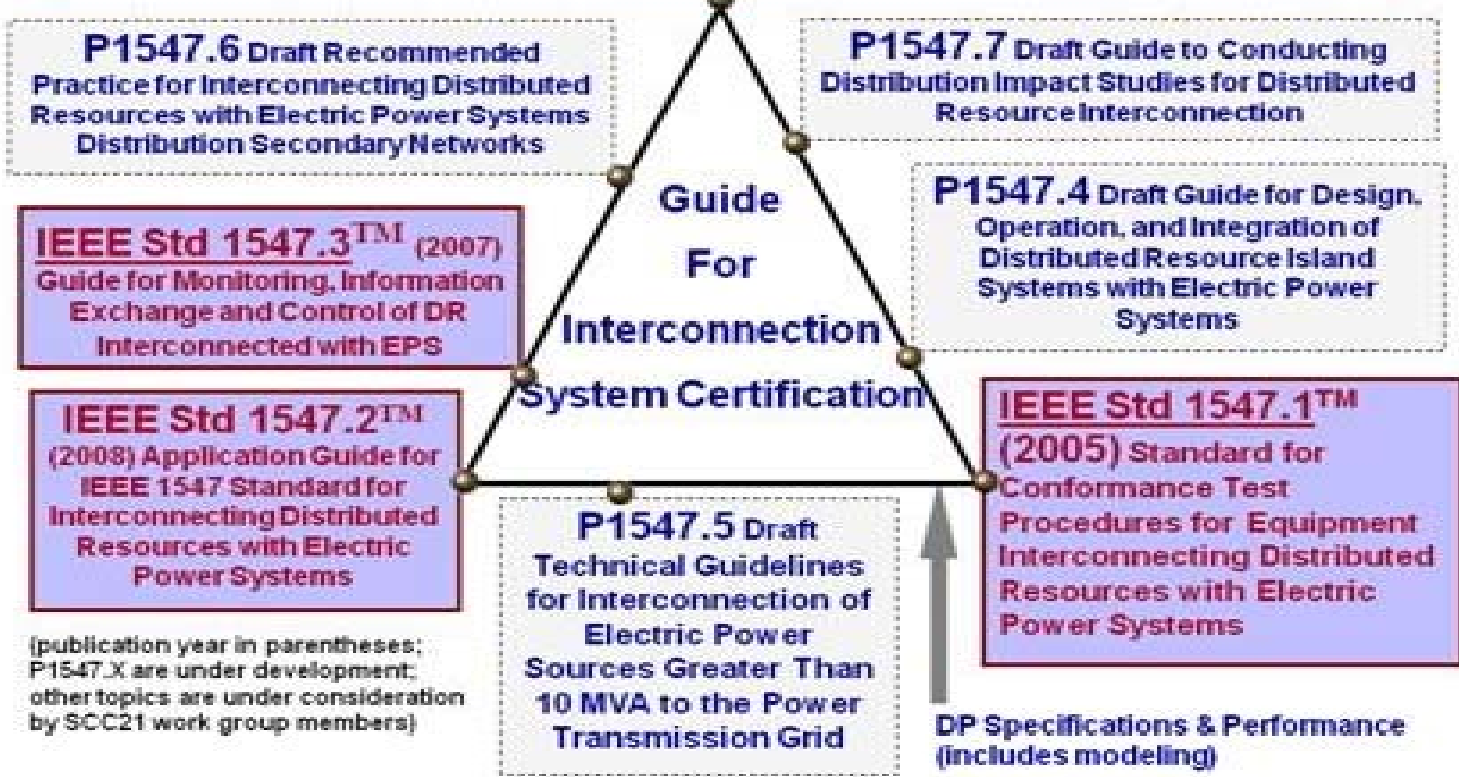 P1547.6 Draft Recommended
Practice for Interconnecting Distributed
Resources with Electric Power Systems
Distribution Secondary Networks
P1547.7 Draft Guide to Conducting
Distribution Impact Studies for Distributed
Resource Interconnection
IEEE Std 1547.3™ (2007)
Guide for Monitoring, Information
Exchange and Control of DR
Interconnected with EPS
Guide
For
Interconnection
System Certification
P1547.4 Draft Guide for Design,
Operation, and Integration of
Distributed Resource Island
Systems with Electric Power
Systems
IEEE Std 1547.2™
(2008) Application Guide for
IEEE 1547 Standard for
Interconnecting Distributed
Resources with Electric
Power Systems
IEEE Std 1547.1™
(2005) Standard for
Conformance Test
Procedures for Equipment
Interconnecting Distributed
Resources with Electric
Power Systems
P1547.5 Draft
Technical Guidelines
for Interconnection of
Electric Power
Sources Greater Than
10 MVA to the Power
Transmission Grid
(publication year in parentheses;
P1547.X are under development;
other topics are under consideration
by SCC21 work group members)
DP Specifications & Performance
(includes modeling)